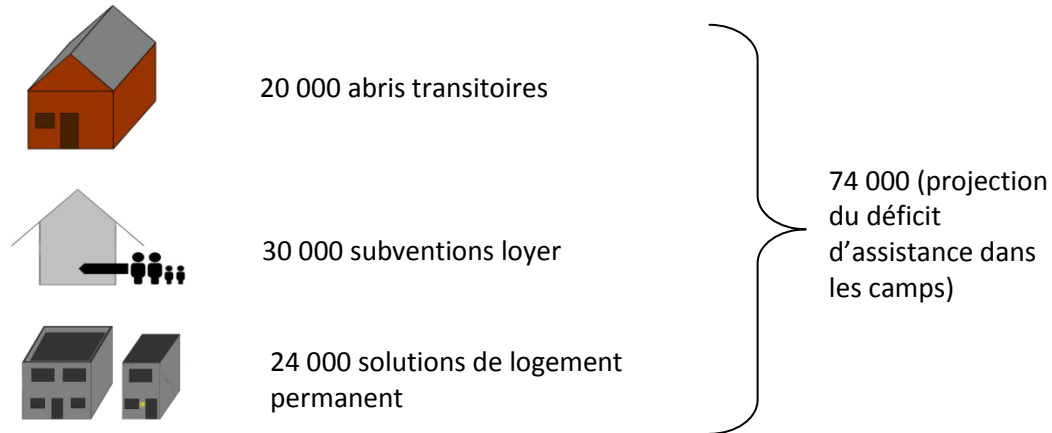 20 000 abris transitoires
30 000 subventions loyer
24 000 solutions de logement
permanent
74 000 (projection
du déficit
d’assistance dans
les camps)